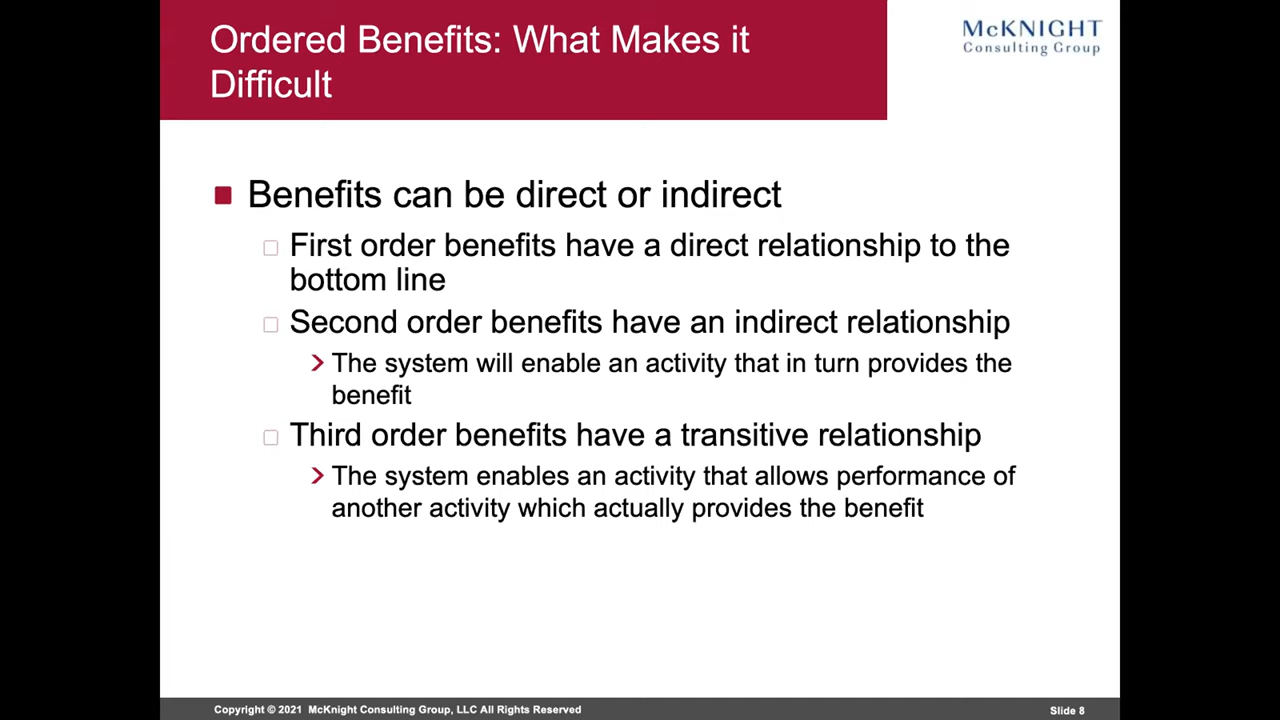 Ordered Benefits: What Makes it
Difficult
McKNIGHT
Consulting Group
Benefits can be direct or indirect
First order benefits have a direct relationship to the
bottom line
Second order benefits have an indirect relationship
The system will enable an activity that in turn provides the
benefit
Third order benefits have a transitive relationship
The system enables an activity that allows performance of
another activity which actually provides the benefit
Copyright © 2021 McKnight Consulting Group, LLC All Rights Reserved
Slide 8